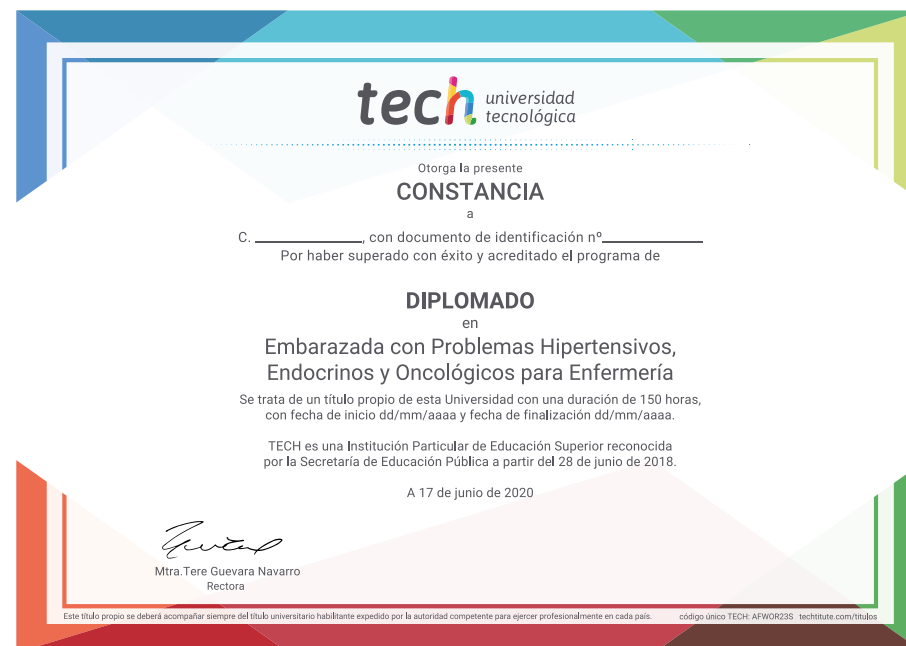 tech universidad
tecnológica
Otorga la presente
CONSTANCIA
a
C. ____________, con documento de identificación nº____________
Por haber superado con éxito y acreditado el programa de
DIPLOMADO
en
Embarazada con Problemas Hipertensivos,
Endocrinos y Oncológicos para Enfermería
Se trata de un título propio de esta Universidad con una duración de 150 horas,
con fecha de inicio dd/mm/aaaa y fecha de finalización dd/mm/aaaa.
TECH es una Institución Particular de Educación Superior reconocida
por la Secretaría de Educación Pública a partir del 28 de junio de 2018.
A 17 de junio de 2020
Mtra.Tere Guevara Navarro
Rectora
Este título propio se deberá acompañar siempre del título universitario habilitante expedido por la autoridad competente para ejercer profesionalmente en cada país. código único TECH: AFWOR23S techtitute.com/titulos